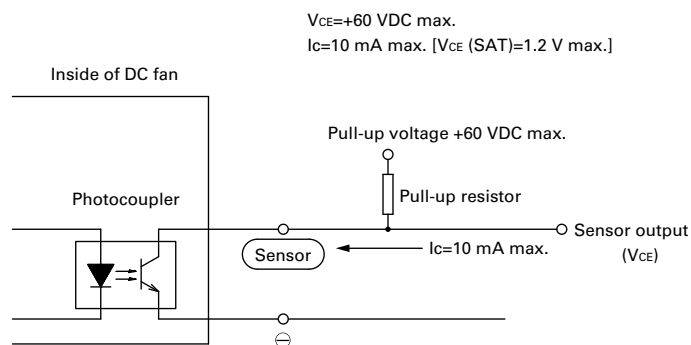 VCE=+60 VDC max.
Ic=10 mA max. [VCE (SAT)=1.2 V max.]
Inside of DC fan
Pull-up voltage +60 VDC max.
Photocoupler
Pull-up resistor
Sensor
Ic=10 mA max.
Sensor output
(VCE)
⊖